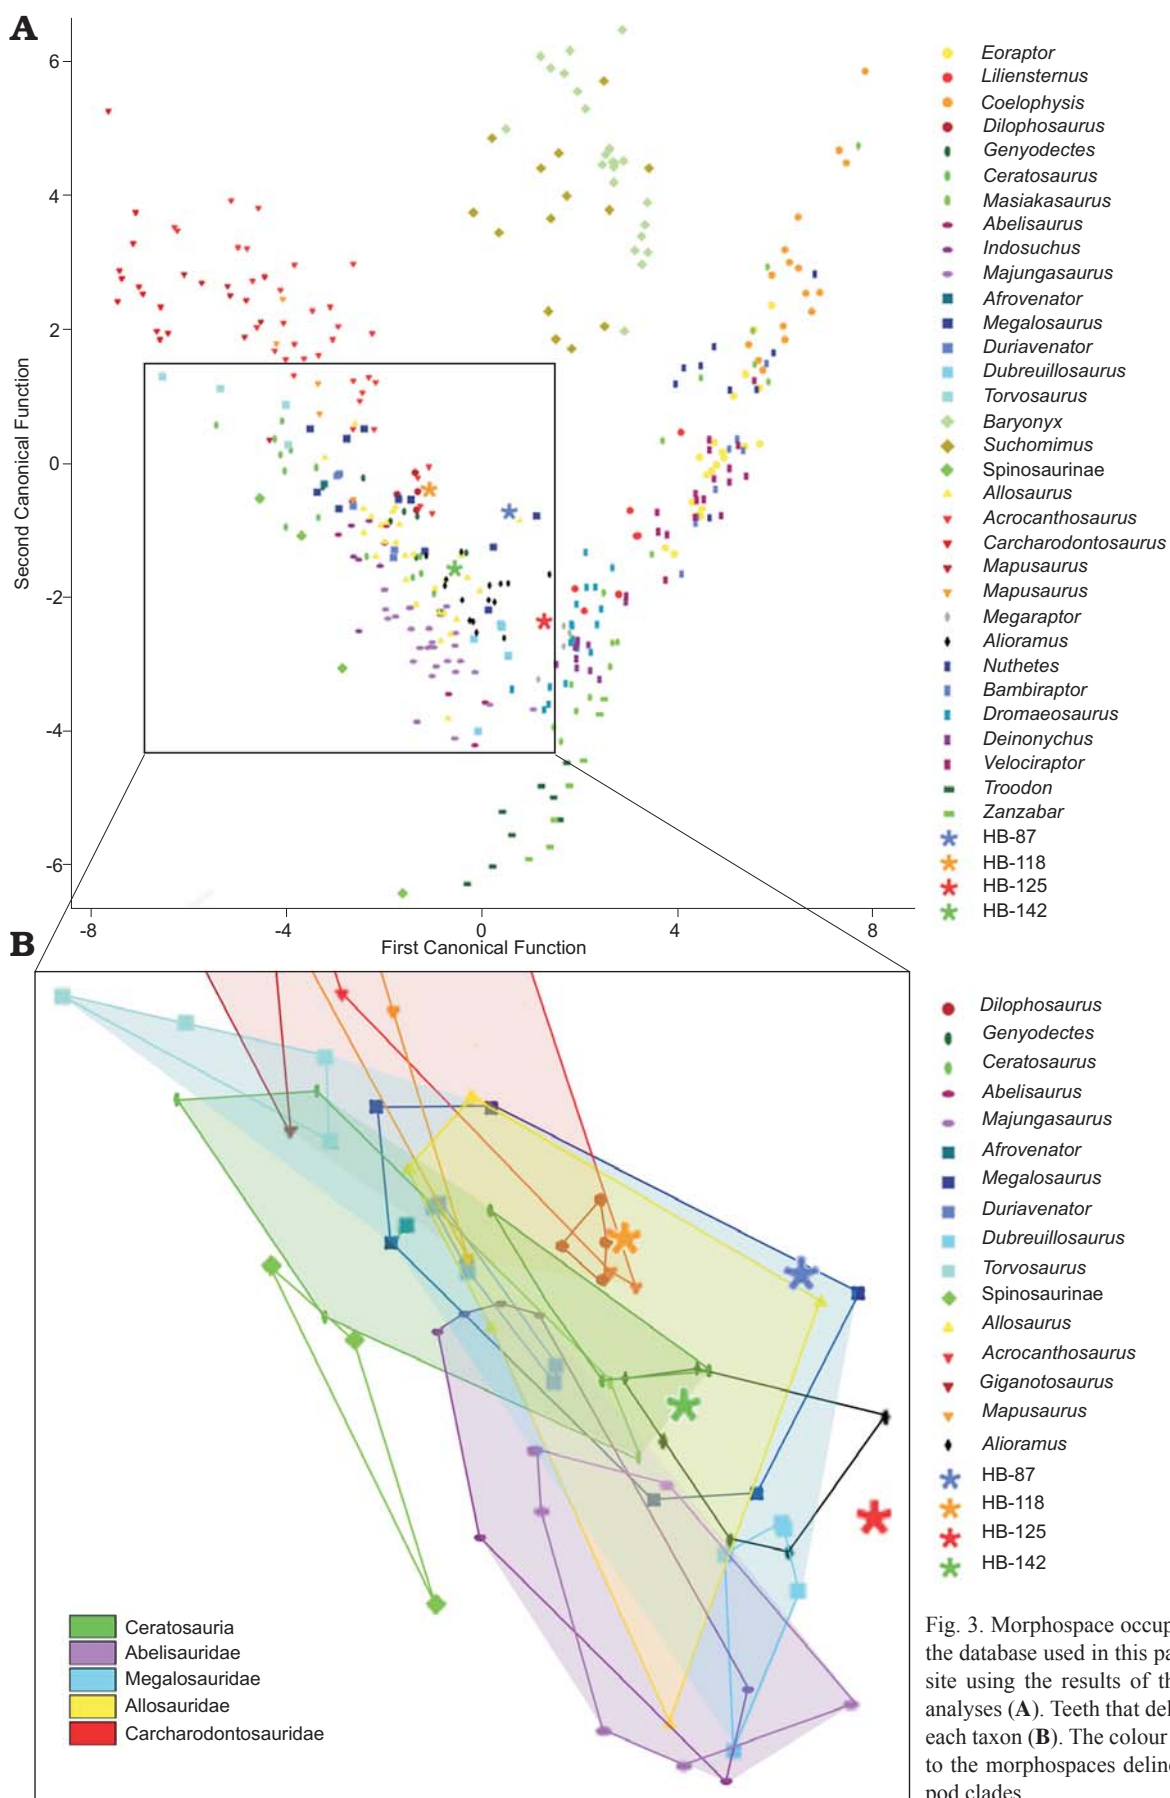 A
6
4
2
0
-2
-4
-6
Second Canonical Function
-8
-4
0
4
8
First Canonical Function
Eoraptor
Liliensternus
Coelophysis
Dilophosaurus
Genyodectes
Ceratosaurus
Masiakasaurus
Abelisaurus
Indosuchus
Majungasaurus
Afrovenator
Megalosaurus
Duriavenator
Dubreuillosaurus
Torvosaurus
Baryonyx
Suchomimus
Spinosaurinae
Allosaurus
Acrocanthosaurus
Carcharodontosaurus
Mapusaurus
Mapusaurus
Megaraptor
Alioramus
Nuthetes
Bambiraptor
Dromaeosaurus
Deinonychus
Velociraptor
Troodon
Zanzabar
HB-87
HB-118
HB-125
HB-142
B
Dilophosaurus
Genyodectes
Ceratosaurus
Abelisaurus
Majungasaurus
Afrovenator
Megalosaurus
Duriavenator
Dubreuillosaurus
Torvosaurus
Spinosaurinae
Allosaurus
Acrocanthosaurus
Giganotosaurus
Mapusaurus
Alioramus
HB-87
HB-118
HB-125
HB-142
Ceratosauria
Abelisauridae
Megalosauridae
Allosauridae
Carcharodontosauridae
Fig. 3. Morphospace occup
the database used in this pa
site using the results of th
analyses (A). Teeth that del
each taxon (B). The colour
to the morphospaces deline
pod clades